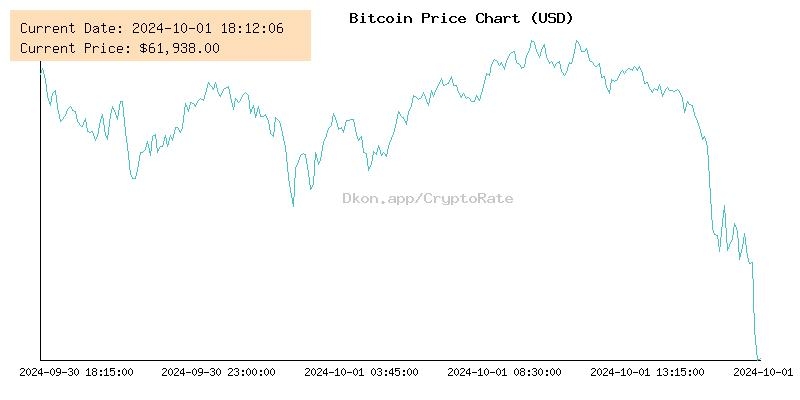 Bitcoin Price Chart (USD)
Current Date: 2024-10-01 18:12:06
Current Price: $61,938.00
Dkon.app/CryptoRate
2024-09-30 18:15:00 2024-09-30 23:00:00 2024-10-01 03:45:00 2024-10-01 08:30:00 2024-10-01 13:15:00 2024-10-01